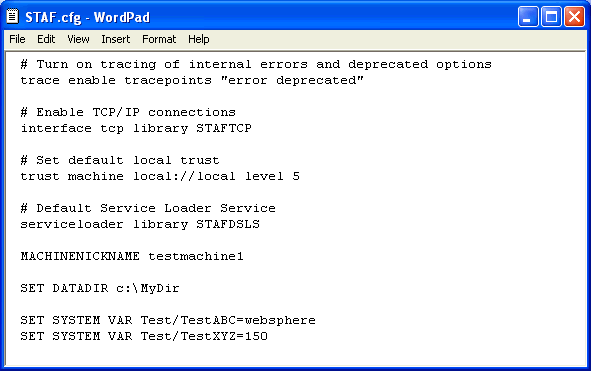 STAF.cfg - WordPad
File Edit View Insert Format Help
# Turn on tracing of internal errors and deprecated options
trace enable tracepoints "error deprecated"
# Enable TCP/IP connections
interface tcp library STAFTCP
# Set default local trust
trust machine local://local level 5
# Default Service Loader Service
serviceloader library STAFDSLS
MACHINENICKNAME testmachine1
SET DATADIR c:\MyDir
SET SYSTEM VAR Test/TestABC=websphere
SET SYSTEM VAR Test/TestXYZ=150